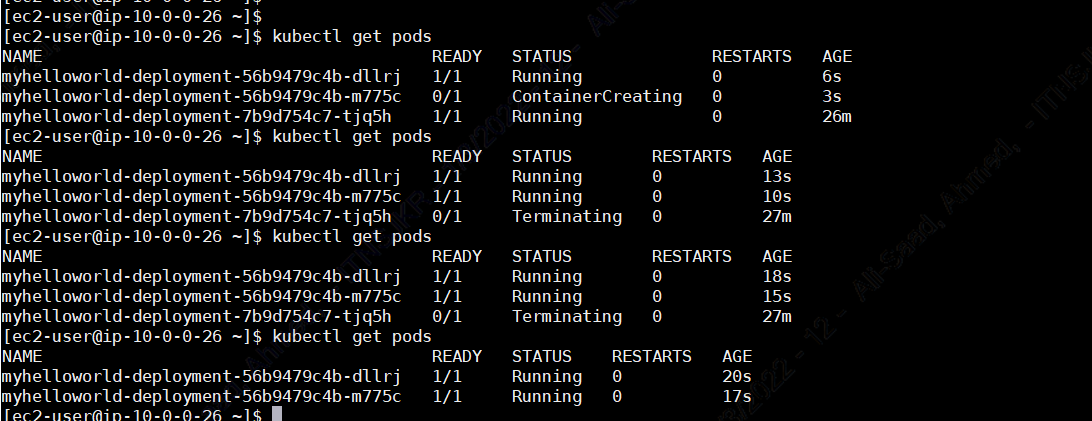 [ec2-user@ip-10-0-0-26 ~]$
[ec2-user@ip-10-0-0-26 ~]$
[ec2-user@ip-10-0-0-26 ~]$ kubectl get pods
NAME READY STATUS RESTARTS AGE
myhelloworld-deployment-56b9479c4b-dllrj 1/1 Running 0 6s
myhelloworld-deployment-56b9479c4b-m775c 0/1 ContainerCreating 0 3s
myhelloworld-deployment-7b9d754c7-tjq5h 1/1 Running 0 26m
[ec2-user@ip-10-0-0-26 ~]$ kubectl get pods
NAME READY STATUS RESTARTS AGE
myhelloworld-deployment-56b9479c4b-dllrj 1/1 Running 0 13s
myhelloworld-deployment-56b9479c4b-m775c 1/1 Running 0 10s
myhelloworld-deployment-7b9d754c7-tjq5h 0/1 Terminating 0 27m
[ec2-user@ip-10-0-0-26 ~]$ kubectl get pods
NAME READY STATUS RESTARTS AGE
myhelloworld-deployment-56b9479c4b-dllrj 1/1 Running 0 18s
myhelloworld-deployment-56b9479c4b-m775c 1/1 Running 0 15s
myhelloworld-deployment-7b9d754c7-tjq5h 0/1 Terminating 0 27m
[ec2-user@ip-10-0-0-26 ~]$ kubectl get pods
NAME READY STATUS RESTARTS AGE
myhelloworld-deployment-56b9479c4b-dllrj 1/1 Running 0 20s
myhelloworld-deployment-56b9479c4b-m775c 1/1 Running 0 17s
[ec2-user@ip-10-0-0-26 ~]$